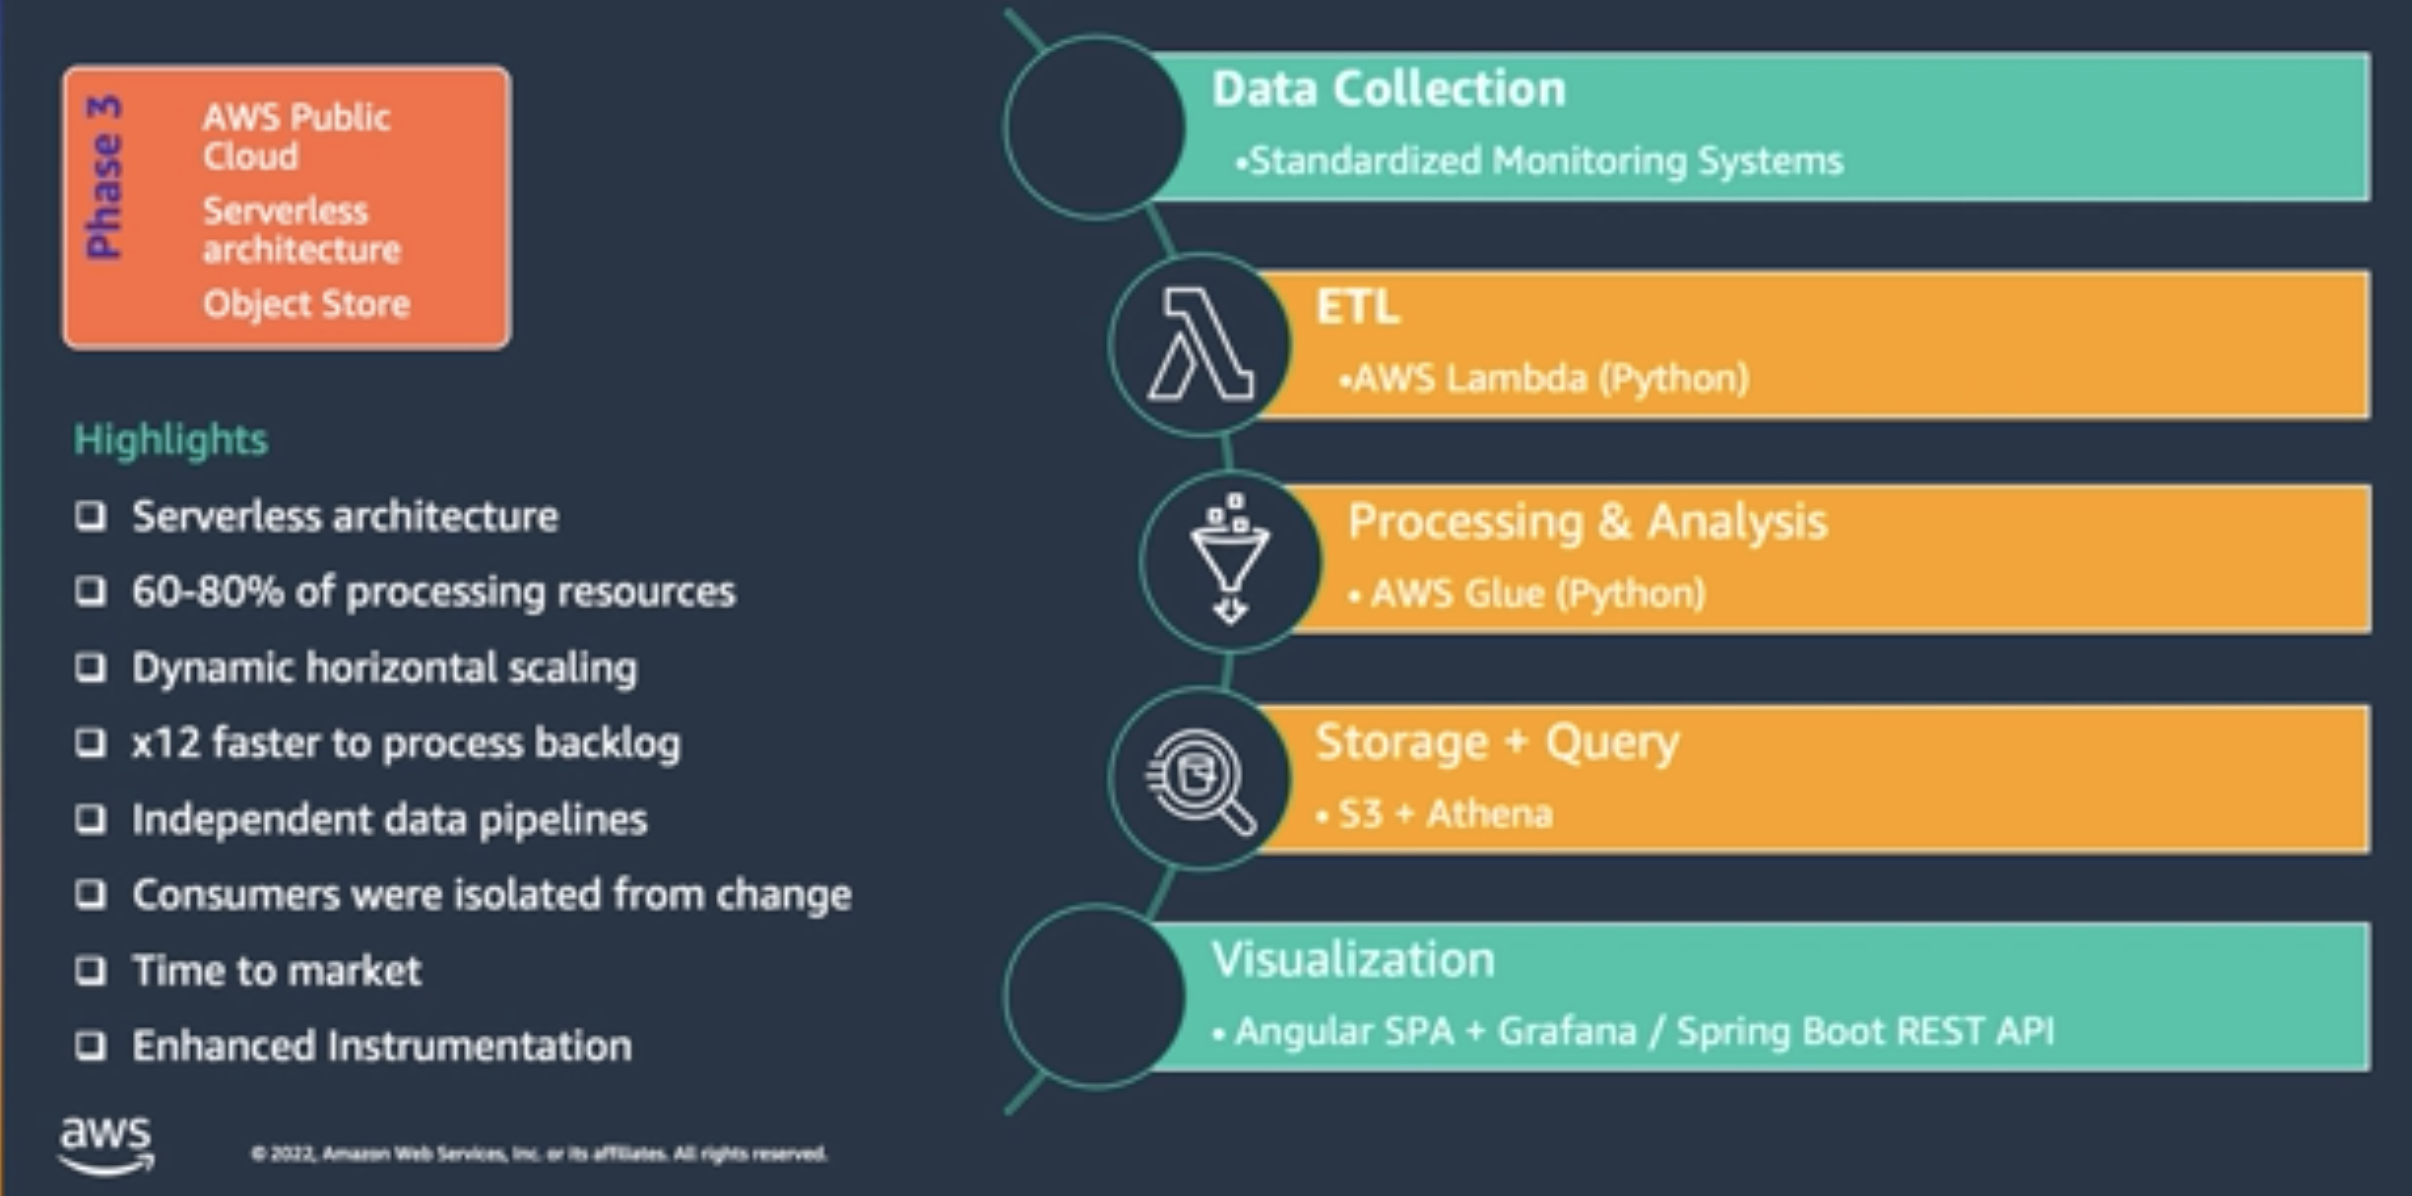 Phase 3
AWS Public
Cloud
Serverless
architecture
Object Store
Highlights
❑ Serverless architecture
❑ 60-80% of processing resources
❑ Dynamic horizontal scaling
❑ x12 faster to process backlog
❑ Independent data pipelines
❑ Consumers were isolated from change
❑ Time to market
❑ Enhanced Instrumentation
Data Collection
•Standardized Monitoring Systems
ETL
•AWS Lambda (Python)
Processing & Analysis
• AWS Glue (Python)
Storage + Query
• S3 + Athena
Visualization
• Angular SPA + Grafana / Spring Boot REST API
aws
© 2022, Amazon Web Services, Inc. or its affiliates. All rights reserved.